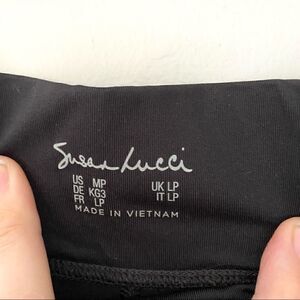 Susan Lucci
US MP UK LP
DE KG3 IT LP
FR LP
MADE IN VIETNAM